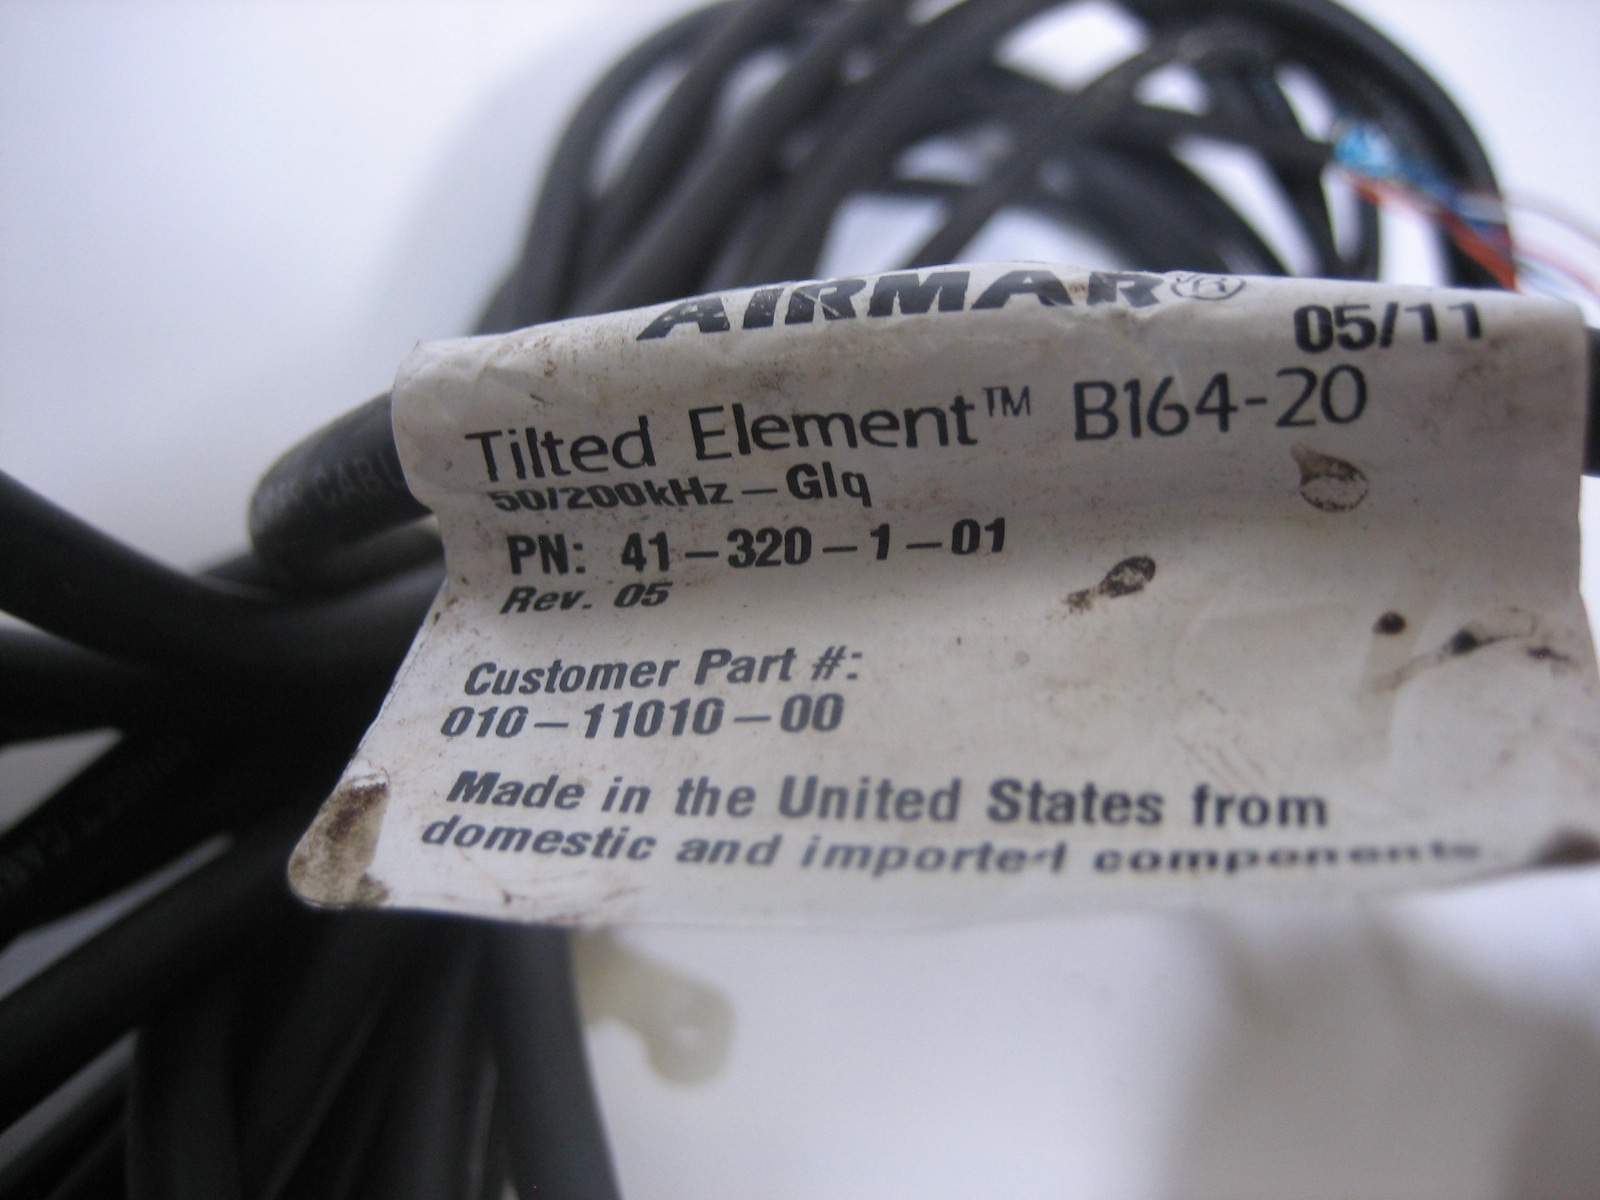 AIRMAR®
05/11
Tilted Element™ B164-20
50/200kHz-Glq
PN: 41-320-1-01
Rev. 05
Customer Part #:
010-11010-00
Made in the United States from
domestic and imported components
CABL